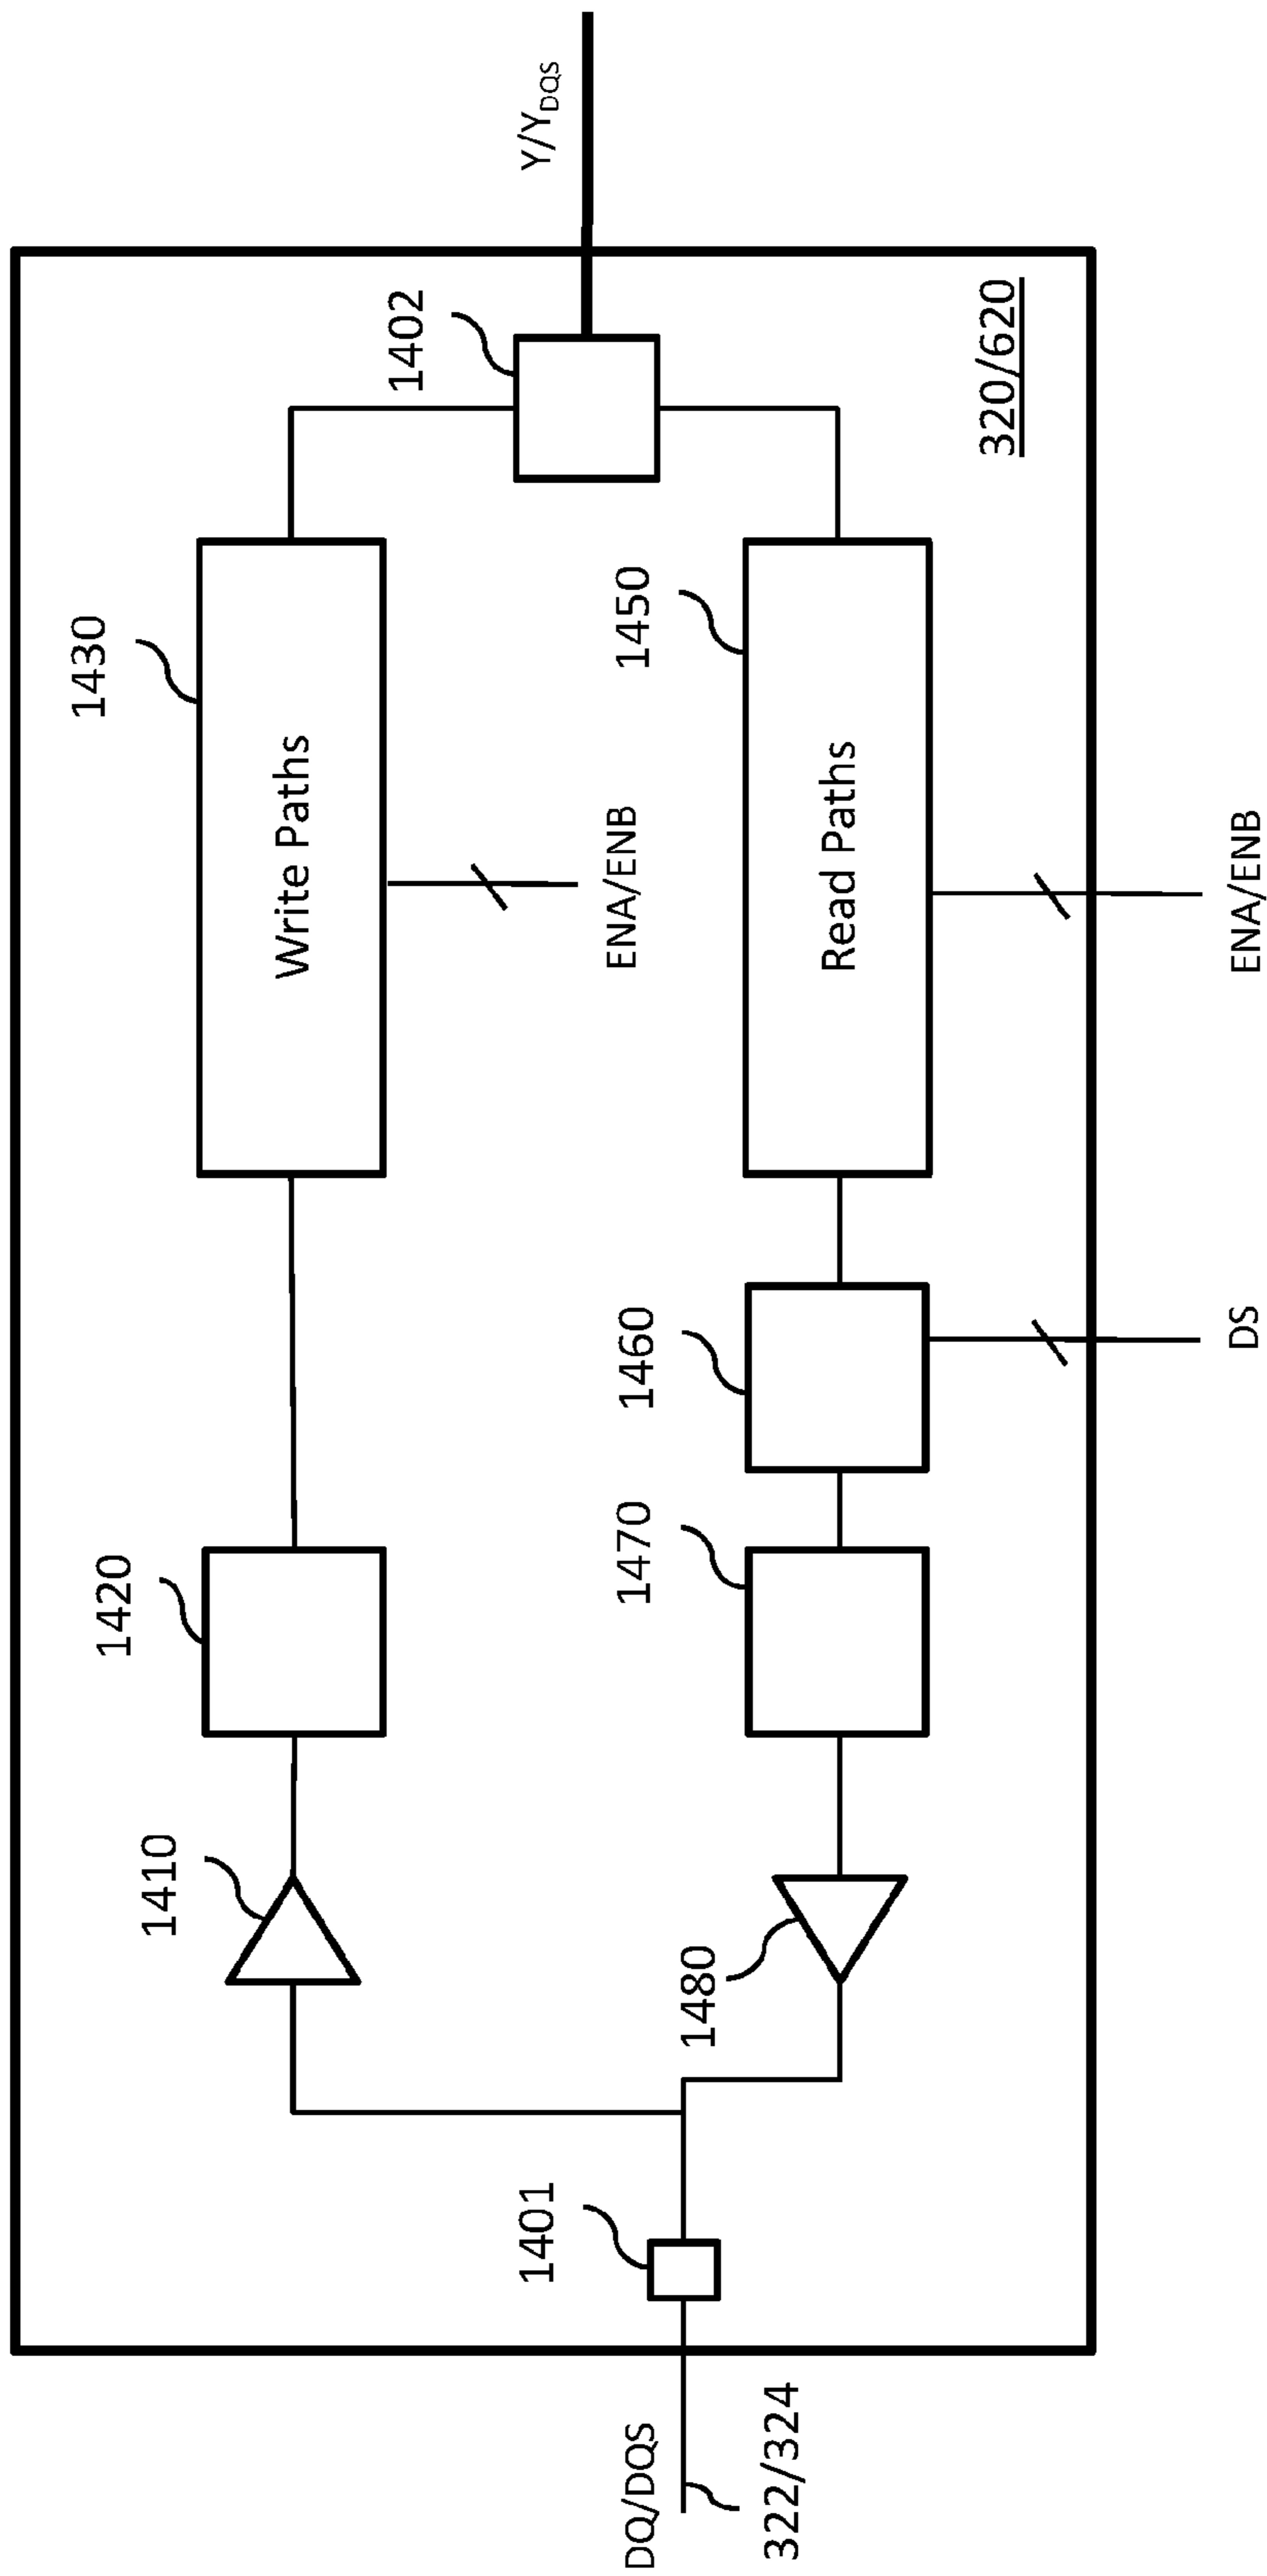 1430
Write Paths
ENA/ENB
1420
1410
1402
Y/YDQS
1450
Read Paths
ENA/ENB
1460
DS
1470
1480
1401
DQ/DQS
322/324
320/620